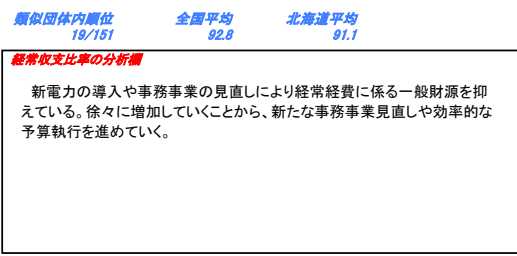 類似団体内順位 全国平均 北海道平均
19/151 92.8 91.1
経常収支比率の分析欄
新電力の導入や事務事業の見直しにより経常経費に係る一般財源を抑
えている。徐々に増加していくことから、新たな事務事業見直しや効率的な
予算執行を進めていく。